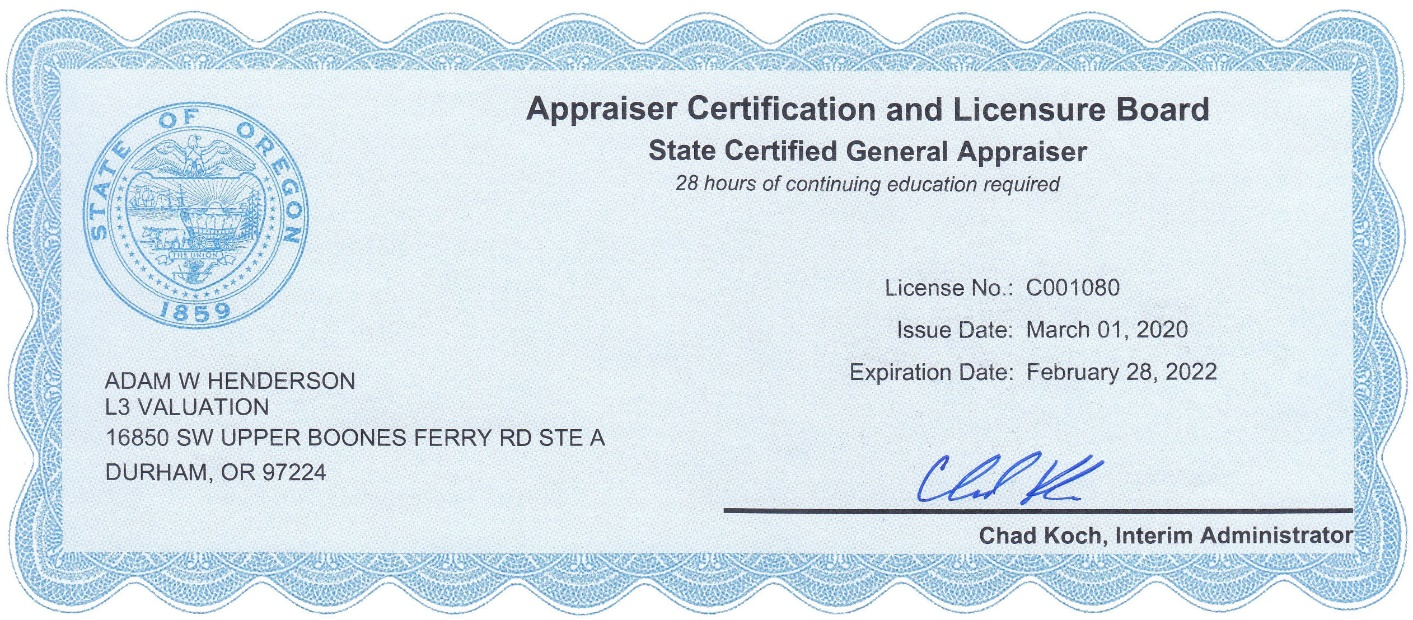 STATE OF OREGON
THE UNION
1859
Appraiser Certification and Licensure Board
State Certified General Appraiser
28 hours of continuing education required
License No.: C001080
Issue Date: March 01, 2020
Expiration Date: February 28, 2022
ADAM W HENDERSON
L3 VALUATION
16850 SW UPPER BOONES FERRY RD STE A
DURHAM, OR 97224
Chad Koch, Interim Administrator